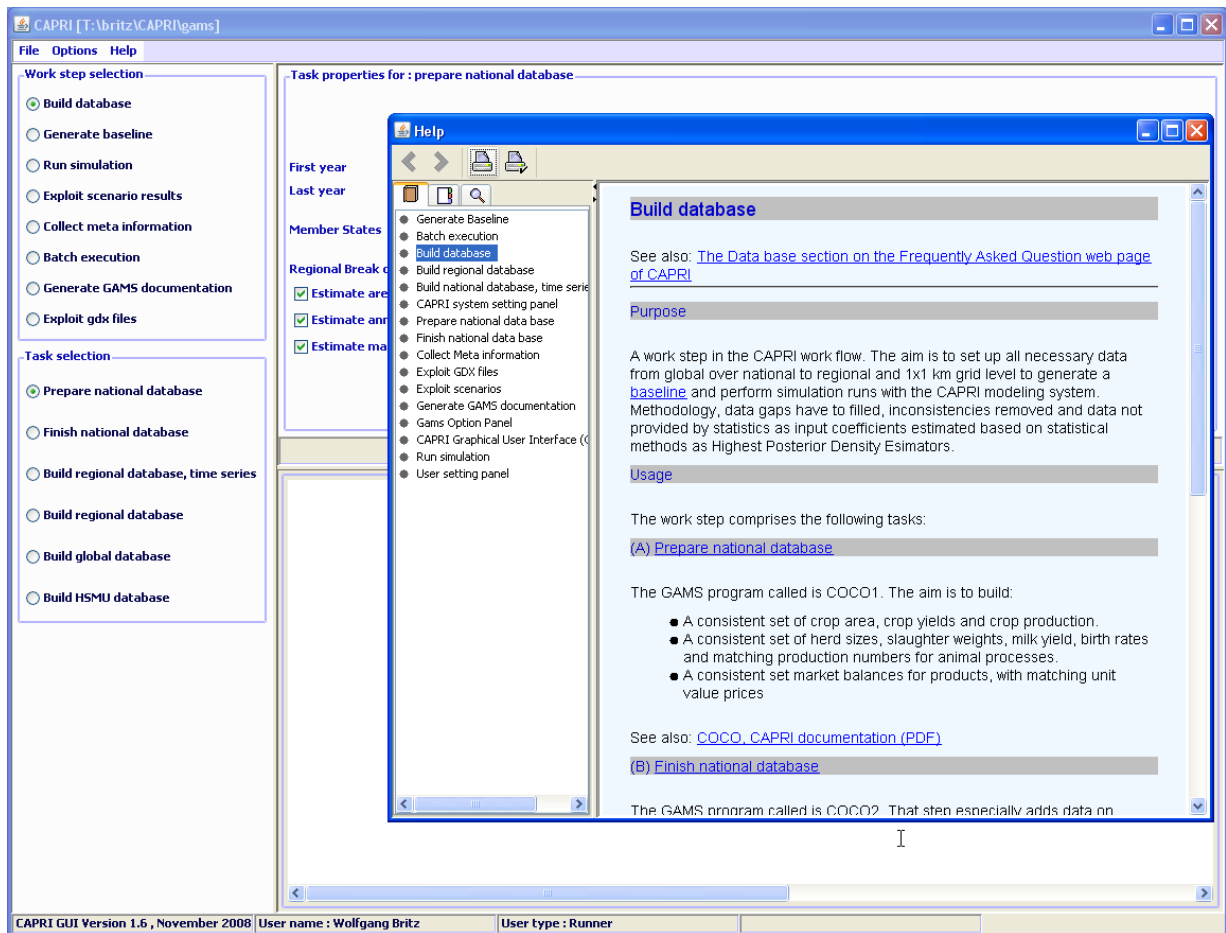 CAPRI [T:\britz\CAPRI\gams]
File Options Help
Work step selection
Build database
Generate baseline
Run simulation
Exploit scenario results
Collect meta information
Batch execution
Generate GAMS documentation
Exploit gdx files
Task selection
Prepare national database
Finish national database
Build regional database, time series
Build regional database
Build global database
Build HSMU database
Task properties for : prepare national database
First year
Last year
Member States
Regional Break
Estimate
Estimate
Estimate
Help
Generate Baseline
Batch execution
Build database
Build regional database
Build national database, time serie
CAPRI system setting panel
Prepare national data base
Finish national data base
Collect Meta information
Exploit GDX files
Exploit scenarios
Generate GAMS documentation
Gams Option Panel
CAPRI Graphical User Interface
Run simulation
User setting panel
Build database
See also: The Data base section on the Frequently Asked Question web page
of CAPRI
Purpose
A work step in the CAPRI work flow. The aim is to set up all necessary data
from global over national to regional and 1x1 km grid level to generate a
baseline and perform simulation runs with the CAPRI modeling system.
Methodology, data gaps have to filled, inconsistencies removed and data not
provided by statistics as input coefficients estimated based on statistical
methods as Highest Posterior Density Esimators.
Usage
The work step comprises the following tasks:
(A) Prepare national database
The GAMS program called is COCO1. The aim is to build:
A consistent set of crop area, crop yields and crop production.
A consistent set of herd sizes, slaughter weights, milk yield, birth rates
and matching production numbers for animal processes.
A consistent set market balances for products, with matching unit
value prices
See also: COCO, CAPRI documentation (PDF)
(B) Finish national database
The GAMS program called is COCO2. That step especially adds data on
CAPRI GUI Version 1.6 , November 2008 User name : Wolfgang Britz User type : Runner